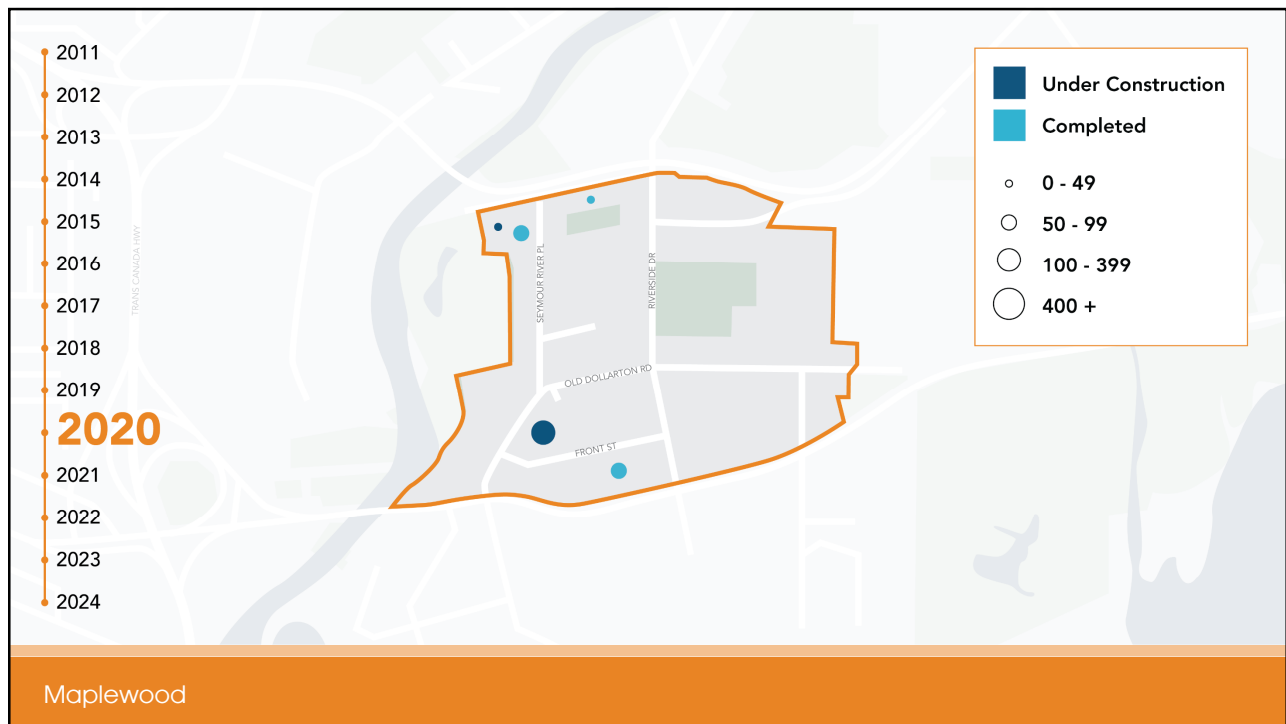 2011
2012
2013
2014
2015
2016
2017
2018
2019
2020
2021
2022
2023
2024
TRANS CANADA HWY
SEYMOUR RIVER PL
RIVERSIDE DR
OLD DOLLARTON RD
FRONT ST
Under Construction
Completed
0 - 49
50 - 99
100 - 399
400 +
Maplewood